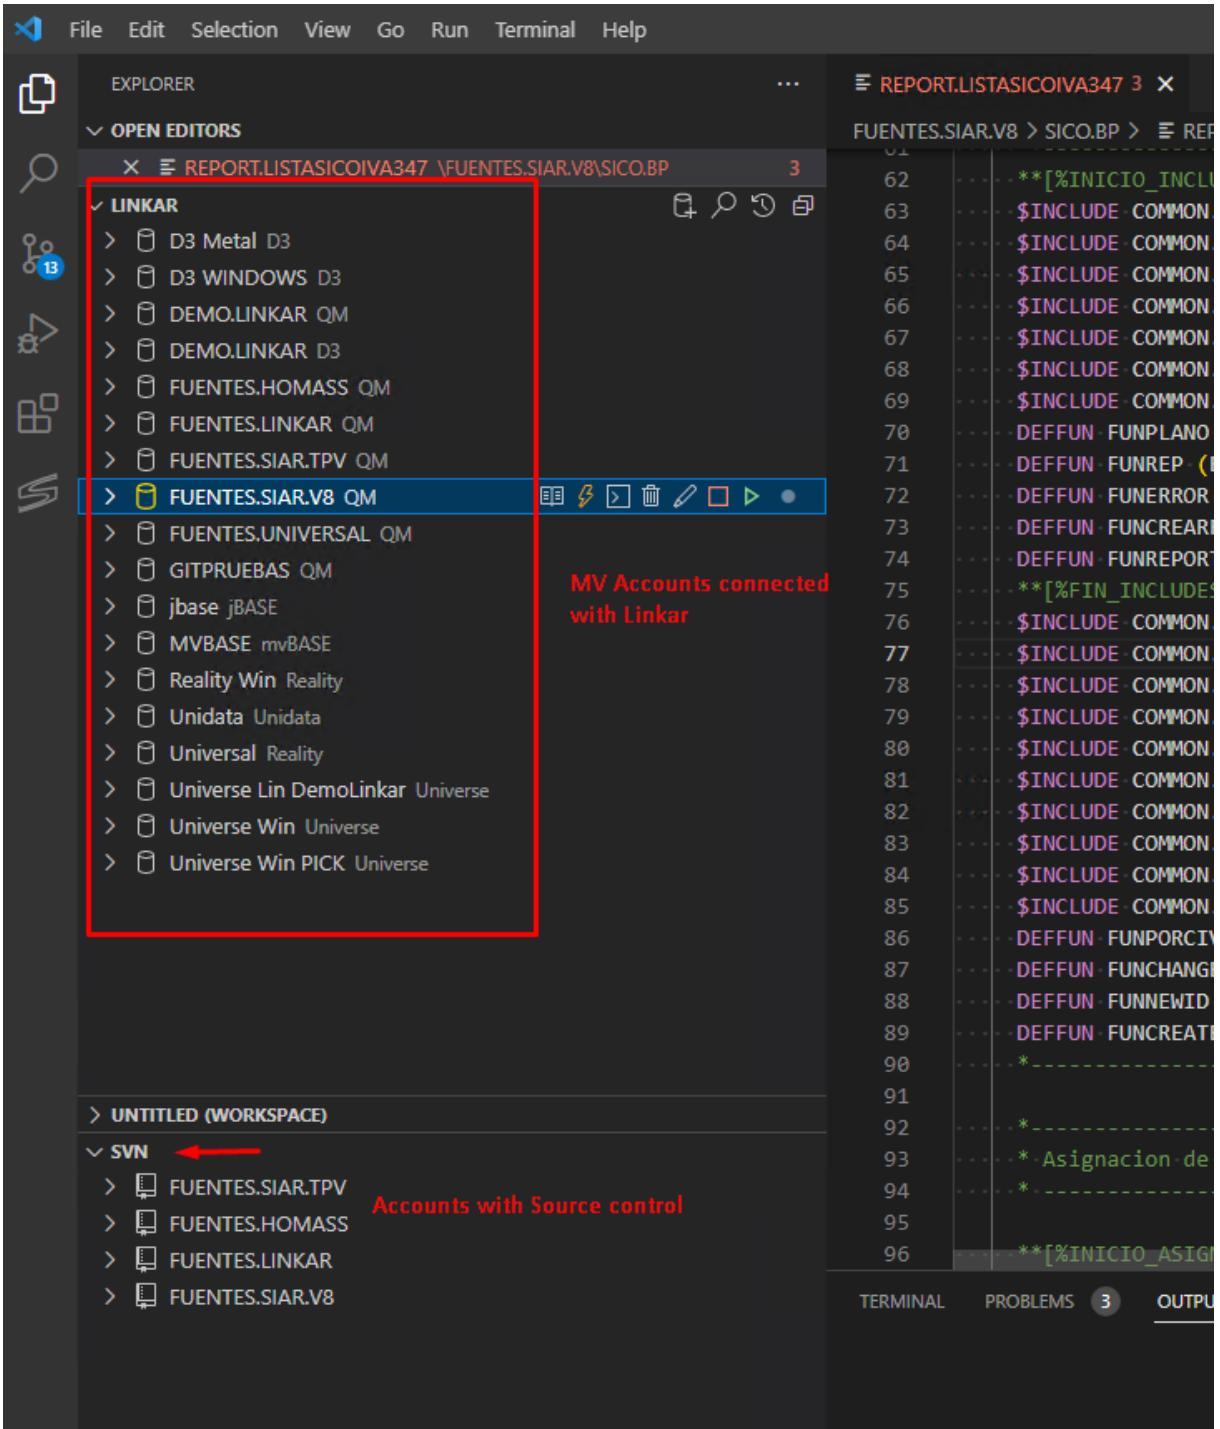 File Edit Selection View Go Run Terminal Help
EXPLORER
OPEN EDITORS
REPORT.LISTASICOIVA347 \FUENTES.SIAR.V8\SICO.BP 3
LINKAR
D3 Metal D3
D3 WINDOWS D3
DEMO.LINKAR QM
DEMO.LINKAR D3
FUENTES.HOMASS QM
FUENTES.LINKAR QM
FUENTES.SIAR.TPV QM
FUENTES.SIAR.V8 QM
FUENTES.UNIVERSAL QM
GITPRUEBAS QM
jbase jBASE
MVBASE mvBASE
Reality Win Reality
Unidata Unidata
Universal Reality
Universe Lin DemoLinkar Universe
Universe Win Universe
Universe Win PICK Universe
MV Accounts connected
with Linkar
UNTITLED (WORKSPACE)
SVN
FUENTES.SIAR.TPV
FUENTES.HOMASS
FUENTES.LINKAR
FUENTES.SIAR.V8
Accounts with Source control
13
REPORT.LISTASICOIVA347 3
FUENTES.SIAR.V8 > SICO.BP > REP
61
62 **[%INICIO_INCLU
63 $INCLUDE COMMON.
64 $INCLUDE COMMON.
65 $INCLUDE COMMON.
66 $INCLUDE COMMON.
67 $INCLUDE COMMON.
68 $INCLUDE COMMON.
69 $INCLUDE COMMON.
70 DEFFUN FUNPLANO
71 DEFFUN FUNREP (
72 DEFFUN FUNERROR
73 DEFFUN FUNCREAR
74 DEFFUN FUNREPORT
75 **[%FIN_INCLUDES
76 $INCLUDE COMMON.
77 $INCLUDE COMMON.
78 $INCLUDE COMMON.
79 $INCLUDE COMMON.
80 $INCLUDE COMMON.
81 $INCLUDE COMMON.
82 $INCLUDE COMMON.
83 $INCLUDE COMMON.
84 $INCLUDE COMMON.
85 $INCLUDE COMMON.
86 DEFFUN FUNPORCIV
87 DEFFUN FUNCHANGE
88 DEFFUN FUNNEWID
89 DEFFUN FUNCREATE
90 *---------------
91
92 *---------------
93 * Asignacion de
94 * --------------
95
96 **[%INICIO_ASIGN
TERMINAL PROBLEMS 3 OUTPU